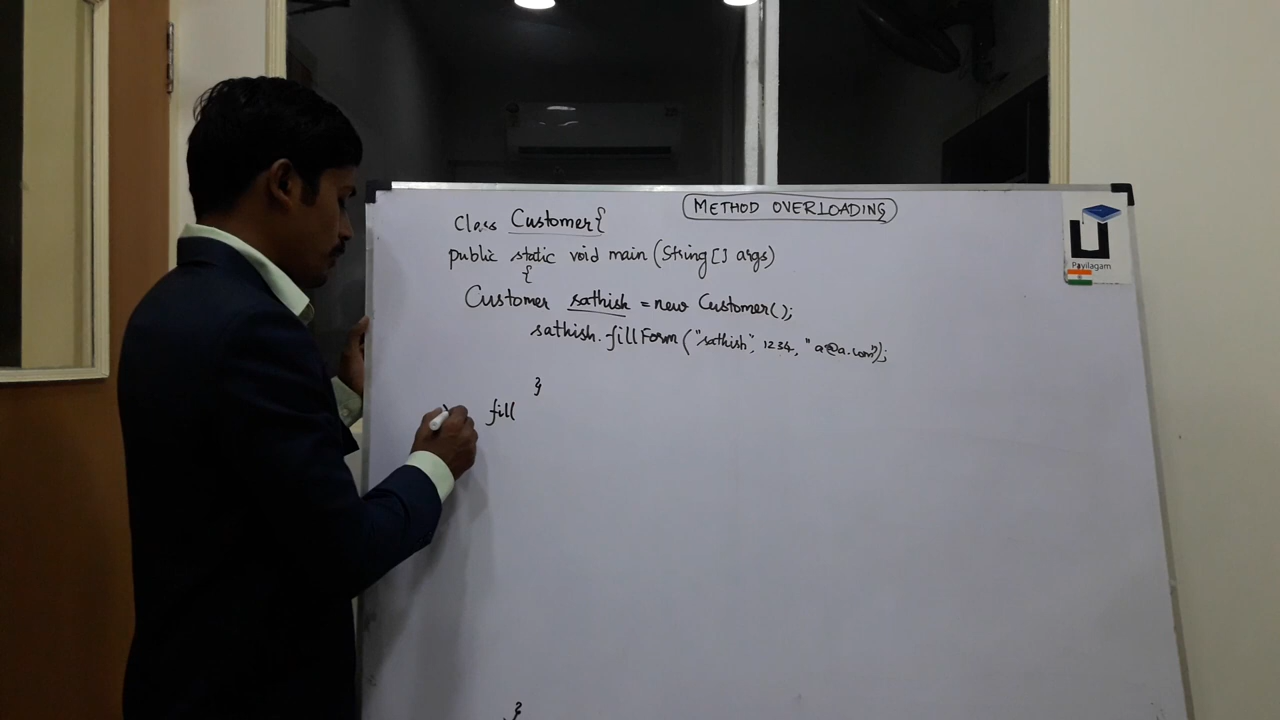 METHOD OVERLOADING
Class Customer{
public static void main (String [] args)
{
Customer sathish = new Customer();
sathish.fillForm ("sathish", 1234, "a@a.com");
}
fill
}
Payilagam